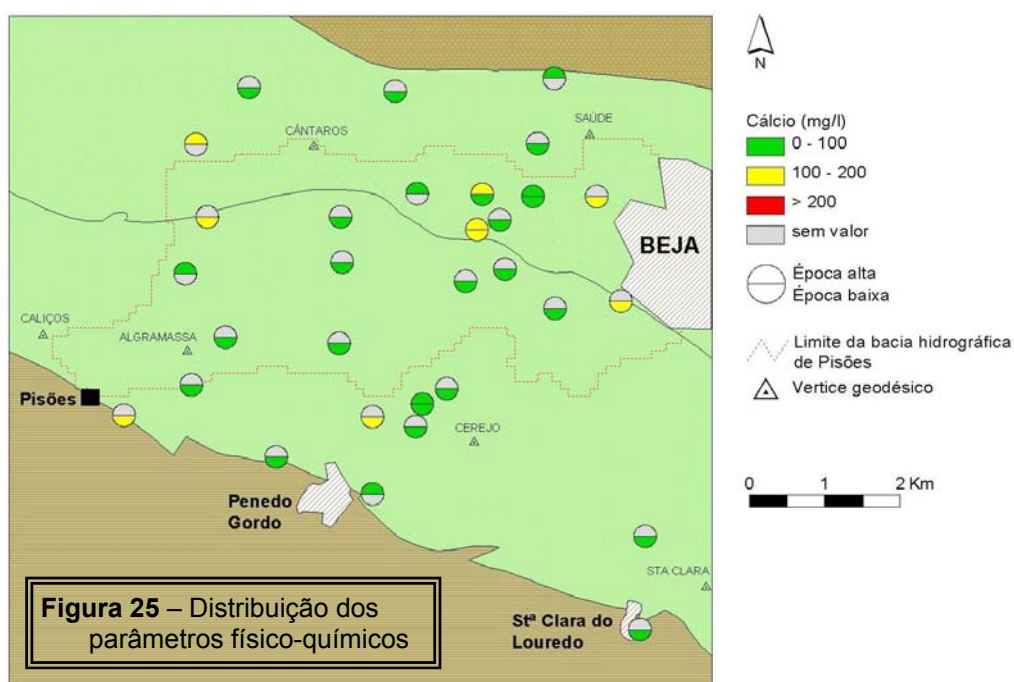 N
Cálcio (mg/l)
0 - 100
100 - 200
> 200
sem valor
Época alta
Época baixa
Limite da bacia hidrográfica
de Pisões
Vertice geodésico
0 1 2 Km
CÂNTAROS
SAÚDE
BEJA
CALIÇOS
ALGRAMASSA
Pisões
CEREJO
Penedo
Gordo
STA CLARA
Stª Clara do
Louredo
Figura 25 – Distribuição dos
parâmetros físico-químicos